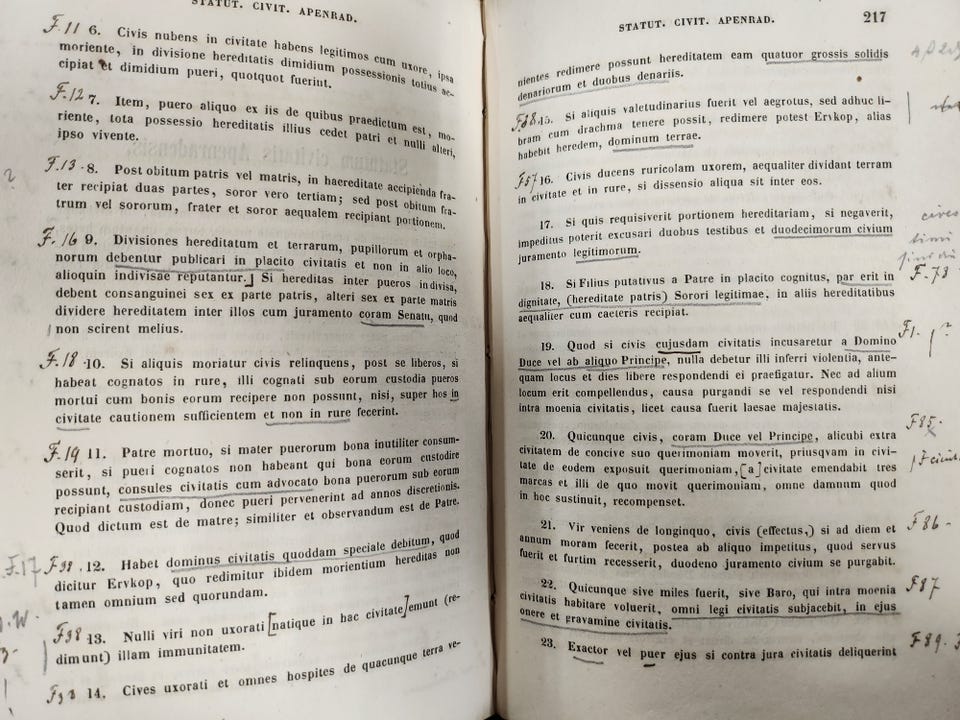 STATUT. CIVIT. APENRAD.
F. 11 6. Civis nubens in civitate habens legitimos cum uxore, ipsa
moriente, in divisione hereditatis dimidium possessionis totius ac-
cipiat et dimidium pueri, quotquot fuerint.
F. 12 7. Item, puero aliquo ex iis de quibus praedictum est, mo-
riente, tota possessio hereditatis illius cedet patri et nulli alteri,
ipso vivente.
F. 13 8. Post obitum patris vel matris, in haereditate accipienda fra-
ter recipiat duas partes, soror vero tertiam; sed post obitum fra-
trum vel sororum, frater et soror aequalem recipiant portionem.
F. 16 9. Divisiones hereditatum et terrarum, pupillorum et orpha-
norum debentur publicari in placito civitatis et non in alio loco,
alioquin indivisae reputantur.] Si hereditas inter pueros indivisa,
debent consanguinei sex ex parte patris, alteri sex ex parte matris
dividere hereditatem inter illos cum juramento coram Senatu, quod
non scirent melius.
F. 18 10. Si aliquis moriatur civis relinquens, post se liberos, si
habeat cognatos in rure, illi cognati sub eorum custodia pueros
mortui cum bonis eorum recipere non possunt, nisi, super hos in
civitate cautionem sufficientem et non in rure fecerint.
F. 19 11. Patre mortuo, si mater puerorum bona inutiliter consum-
serit, si pueri cognatos non habeant qui bona eorum custodire
possunt, consules civitatis cum advocato bona puerorum sub eorum
recipiant custodiam, donec pueri pervenerint ad annos discretionis.
Quod dictum est de matre; similiter et observandum est de Patre.
F. 17 F38 12. Habet dominus civitatis quoddam speciale debitum, quod
dicitur Ervkop, quo redimitur ibidem morientium hereditas non
tamen omnium sed quorundam.
F38 13. Nulli viri non uxorati [natique in hac civitate] emunt (re-
dimunt) illam immunitatem.
F38 14. Cives uxorati et omnes hospites de quacunque terra ve-
STATUT. CIVIT. APENRAD. 217
nientes redimere possunt hereditatem eam quatuor grossis solidis
denariorum et duobus denariis.
F38 15. Si aliquis valetudinarius fuerit vel aegrotus, sed adhuc li-
bram cum drachma tenere possit, redimere potest Ervkop, alias
habebit heredem, dominum terrae.
F57 16. Civis ducens ruricolam uxorem, aequaliter dividant terram
in civitate et in rure, si dissensio aliqua sit inter eos.
17. Si quis requisiverit portionem hereditariam, si negaverit,
impeditus poterit excusari duobus testibus et duodecimorum civium
juramento legitimorum.
cives
18. Si Filius putativus a Patre in placito cognitus, par erit in
dignitate, (hereditate patris) Sorori legitimae, in aliis hereditatibus
aequaliter cum caeteris recipiat.
F. 73
19. Quod si civis cujusdam civitatis incusaretur a Domino
Duce vel ab aliquo Principe, nulla debetur illi inferri violentia, ante-
quam locus et dies libere respondendi ei praefigatur. Nec ad alium
locum erit compellendus, causa purgandi se vel respondendi nisi
intra moenia civitatis, licet causa fuerit laesae majestatis.
F1.
20. Quicunque civis, coram Duce vel Principe, alicubi extra
civitatem de concive suo querimoniam moverit, priusqvam in civi-
tate de eodem exposuit querimoniam, [a] civitate emendabit tres
marcas et illi de quo movit querimoniam, omne damnum quod
in hoc sustinuit, recompenset.
F85.
21. Vir veniens de longinquo, civis (effectus,) si ad diem et
annum moram fecerit, postea ab aliquo impetitus, quod servus
fuerit et furtim recesserit, duodeno juramento civium se purgabit.
F86
22. Quicunque sive miles fuerit, sive Baro, qui intra moenia
civitatis habitare voluerit, omni legi civitatis subjacebit, in ejus
onere et gravamine civitatis.
F87
23. Exactor vel puer ejus si contra jura civitatis deliquerint
F89.